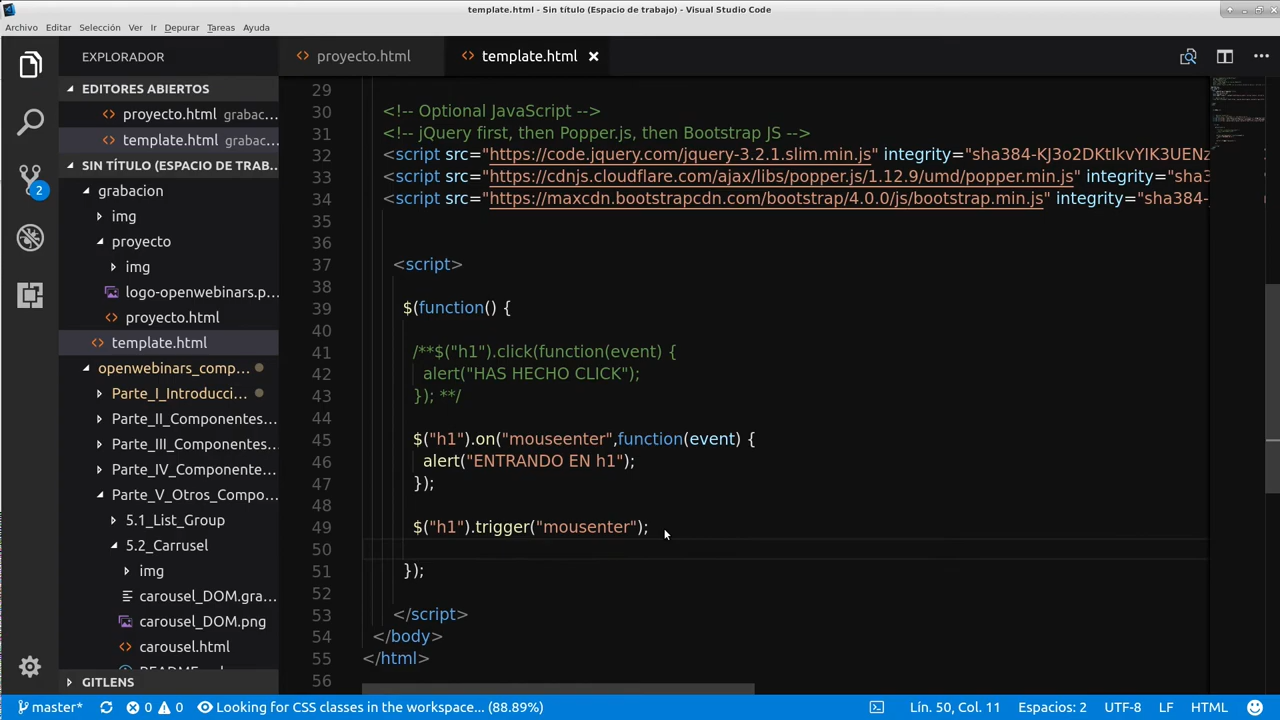 template.html - Sin título (Espacio de trabajo) - Visual Studio Code
Archivo Editar Selección Ver Ir Depurar Tareas Ayuda
EXPLORADOR
proyecto.html
template.html
EDITORES ABIERTOS
proyecto.html grabac...
template.html grabac...
SIN TÍTULO (ESPACIO DE TRAB...
grabacion
img
proyecto
img
logo-openwebinars.p...
proyecto.html
template.html
openwebinars_comp...
Parte_I_Introducci...
Parte_II_Componentes...
Parte_III_Componentes...
Parte_IV_Componente...
Parte_V_Otros_Compo...
5.1_List_Group
5.2_Carrusel
img
carousel_DOM.gra...
carousel_DOM.png
carousel.html
GITLENS
2
29
30 <!-- Optional JavaScript -->
31 <!-- jQuery first, then Popper.js, then Bootstrap JS -->
32 <script src="https://code.jquery.com/jquery-3.2.1.slim.min.js" integrity="sha384-KJ3o2DKtIkvYIK3UENz
33 <script src="https://cdnjs.cloudflare.com/ajax/libs/popper.js/1.12.9/umd/popper.min.js" integrity="sha
34 <script src="https://maxcdn.bootstrapcdn.com/bootstrap/4.0.0/js/bootstrap.min.js" integrity="sha384-
35
36
37 <script>
38
39 $(function() {
40
41 /**$("h1").click(function(event) {
42 alert("HAS HECHO CLICK");
43 }); **/
44
45 $("h1").on("mouseenter",function(event) {
46 alert("ENTRANDO EN h1");
47 });
48
49 $("h1").trigger("mousenter");
50
51 });
52
53 </script>
54 </body>
55 </html>
56
master* 0 0 Looking for CSS classes in the workspace... (88.89%) Lín. 50, Col. 11 Espacios: 2 UTF-8 LF HTML